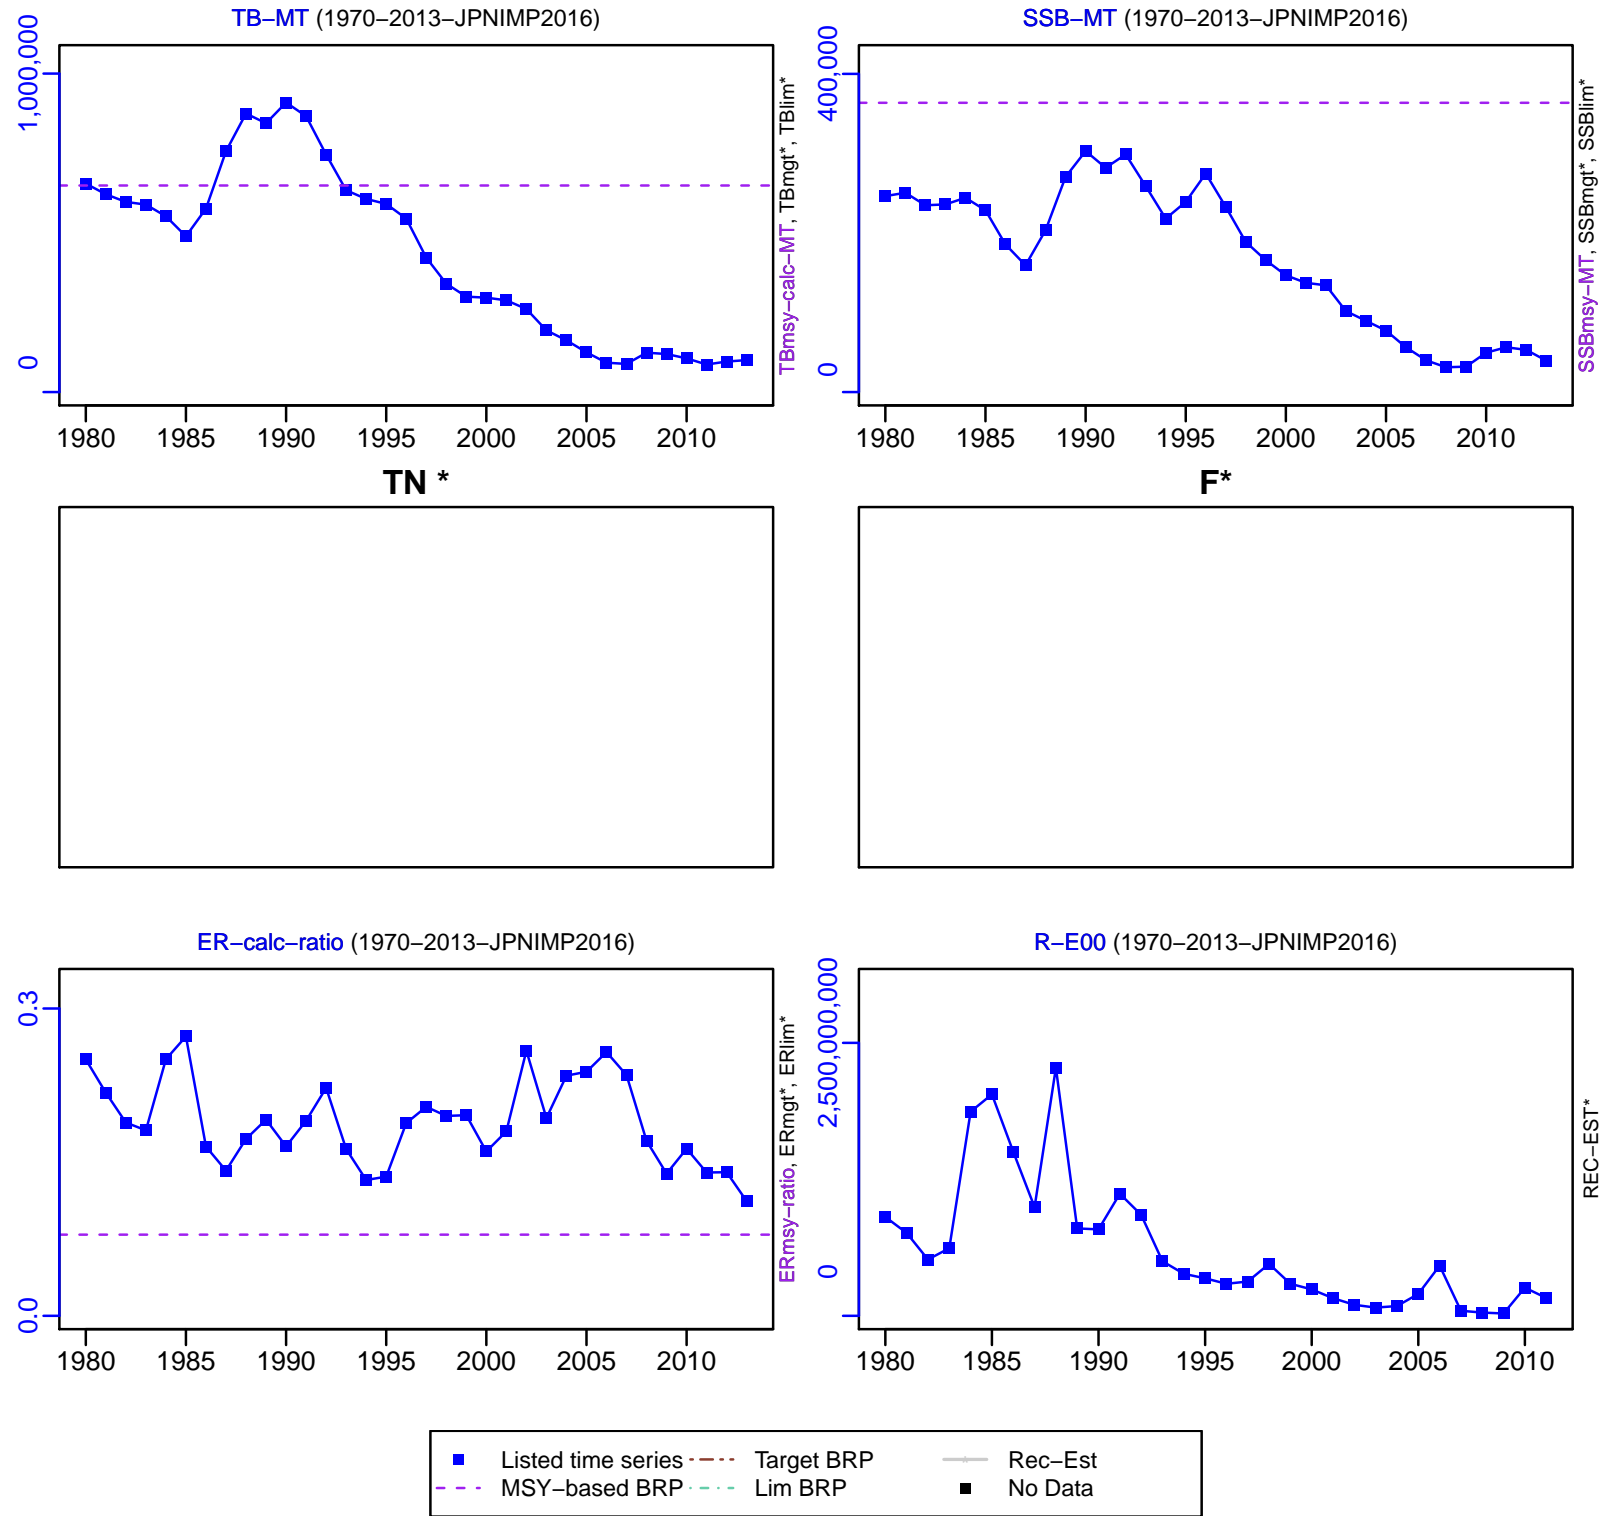 TB−MT (1970−2013−JPNIMP2016)
1,000,000
0
1980 1985 1990 1995 2000 2005 2010
TBmsy−calc−MT, TBmgt*, TBlim*
SSB−MT (1970−2013−JPNIMP2016)
400,000
0
1980 1985 1990 1995 2000 2005 2010
SSBmsy−MT, SSBmgt*, SSBlim*
TN *
F*
ER−calc−ratio (1970−2013−JPNIMP2016)
0.3
0.0
1980 1985 1990 1995 2000 2005 2010
ERmsy−ratio, ERmgt*, ERlim*
R−E00 (1970−2013−JPNIMP2016)
2,500,000,000
0
1980 1985 1990 1995 2000 2005 2010
REC−EST*
Listed time series Target BRP Rec−Est
MSY−based BRP Lim BRP No Data